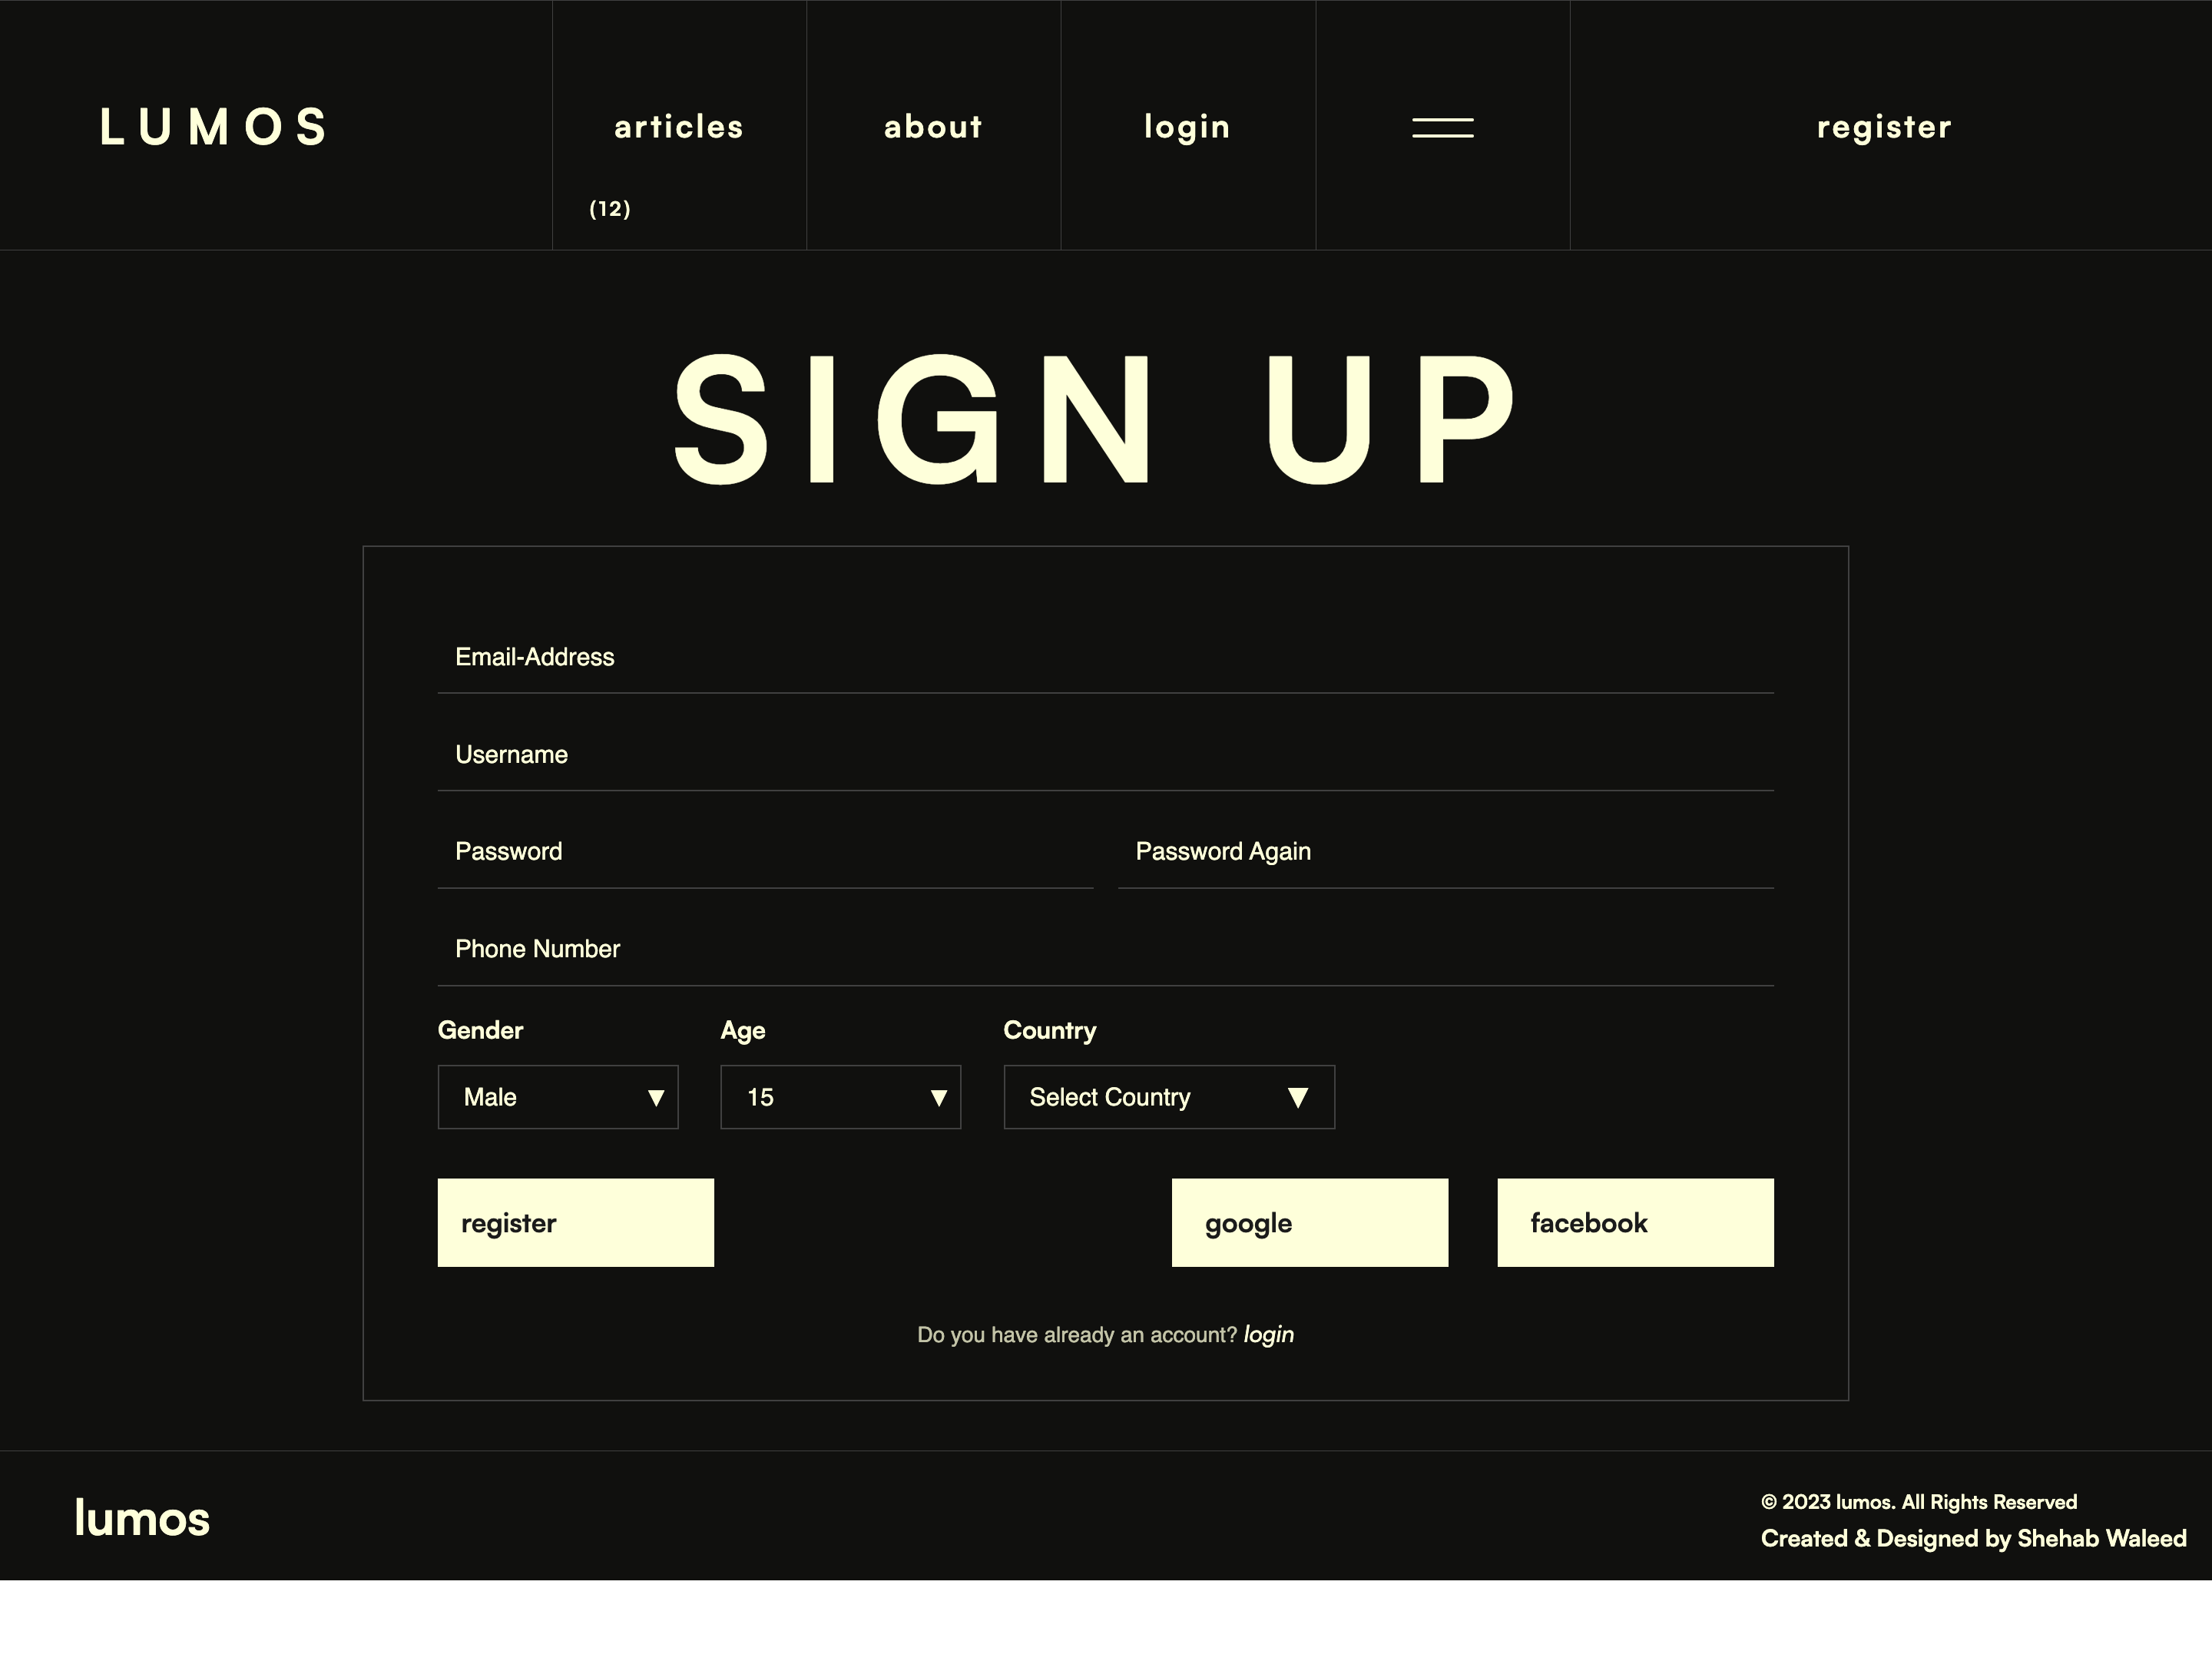 LUMOS
articles
(12)
about
login
register
SIGN UP
Email-Address
Username
Password Password Again
Phone Number
Gender Age Country
Male ▼ 15 ▼ Select Country ▼
register google facebook
Do you have already an account? login
lumos
© 2023 lumos. All Rights Reserved
Created & Designed by Shehab Waleed